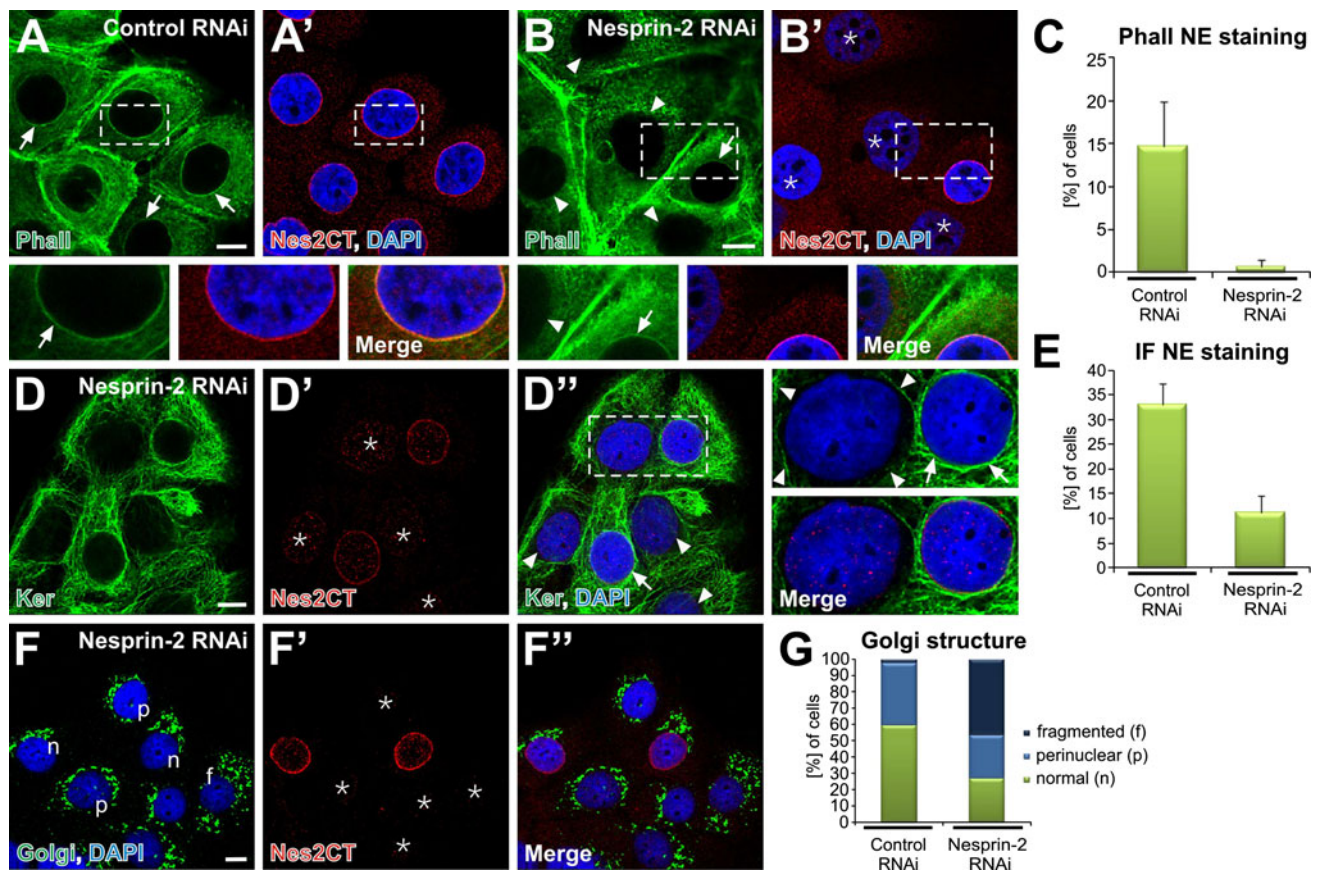 A Control RNAi
Phall
A’
Nes2CT, DAPI
B Nesprin-2 RNAi
Phall
B’
* * * *
Nes2CT, DAPI
Merge
Merge
C
Phall NE staining
[%] of cells
25
20
15
10
5
0
Control RNAi
Nesprin-2 RNAi
D Nesprin-2 RNAi
Ker
D’
* * * *
Nes2CT
D’’
Ker, DAPI
Merge
E
IF NE staining
[%] of cells
40
35
30
25
20
15
10
5
0
Control RNAi
Nesprin-2 RNAi
F Nesprin-2 RNAi
p
n
n
f
p
Golgi, DAPI
F’
* * * * * *
Nes2CT
F’’
Merge
G
Golgi structure
[%] of cells
100
90
80
70
60
50
40
30
20
10
0
Control RNAi
Nesprin-2 RNAi
fragmented (f)
perinuclear (p)
normal (n)